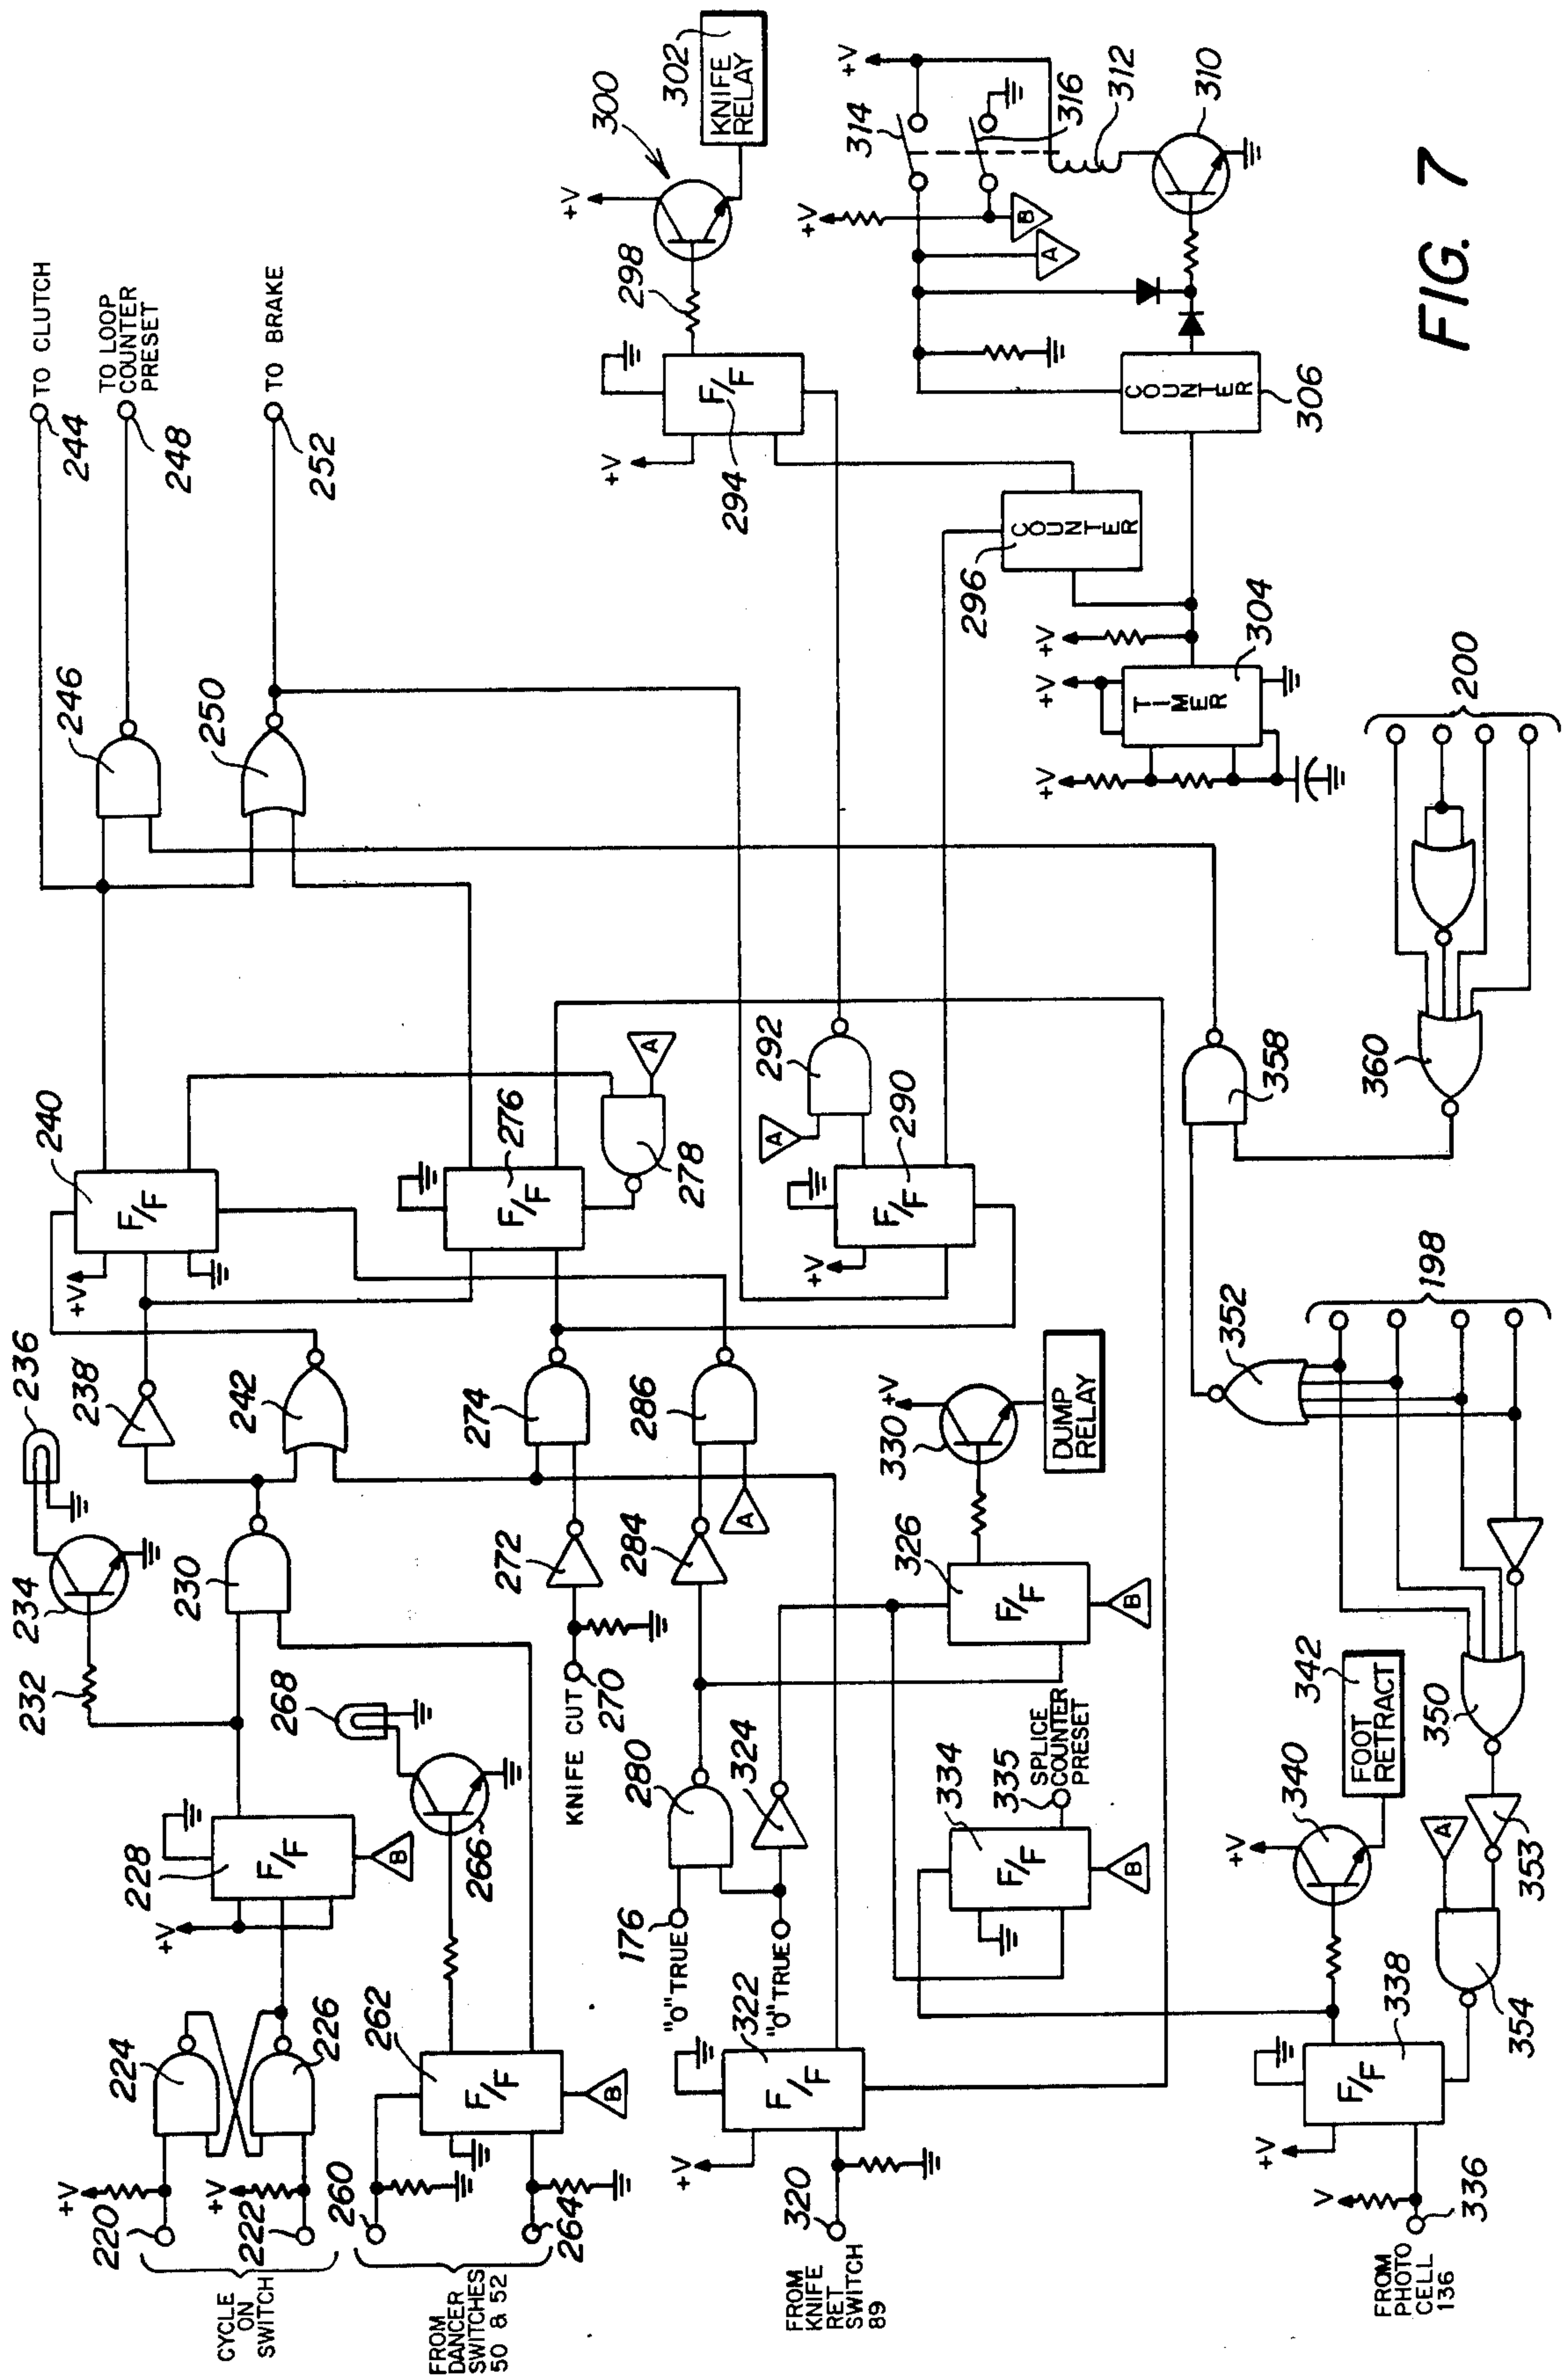 CYCLE
ON
SWITCH
220
222
+V
+V
224
226
+V
228
F/F
B
232
234
236
230
238
242
240
+V
F/F
246
250
TO CLUTCH
244
TO LOOP
COUNTER
PRESET
248
TO BRAKE
252
FROM
DANCER
SWITCHES
50 & 52
260
264
262
F/F
B
266
268
KNIFE CUT
270
272
274
276
F/F
278
A
"O" TRUE
176
280
284
286
A
"O" TRUE
324
FROM
KNIFE
RET
SWITCH
89
320
+V
322
F/F
334
F/F
B
335
SPLICE
COUNTER
PRESET
326
F/F
B
330
+V
DUMP
RELAY
+V
290
F/F
A
292
+V
294
F/F
298
+V
300
302
KNIFE
RELAY
296
COUNTER
+V
+V
+V
TIMER
304
COUNTER
306
+V
A
B
314
316
+V
312
310
FROM
PHOTO
CELL
136
336
V
+V
338
F/F
+V
340
342
FOOT
RETRACT
354
A
353
350
352
198
358
360
200
FIG. 7